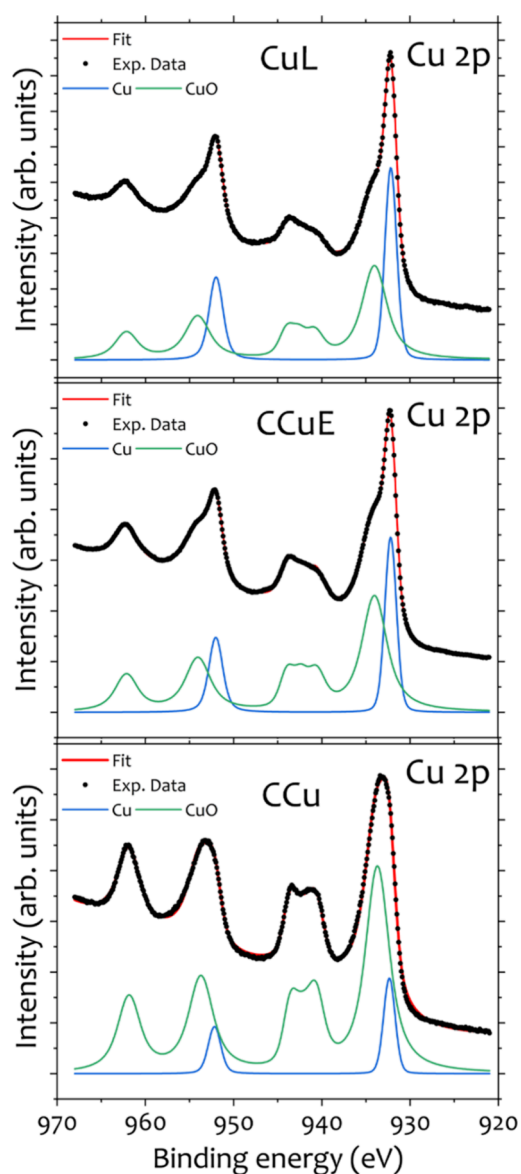 Fit
Exp. Data
Cu CuO
CuL
Cu 2p
Intensity (arb. units)
Fit
Exp. Data
Cu CuO
CCuE
Cu 2p
Intensity (arb. units)
Fit
Exp. Data
Cu CuO
CCu
Cu 2p
Intensity (arb. units)
970 960 950 940 930 920
Binding energy (eV)